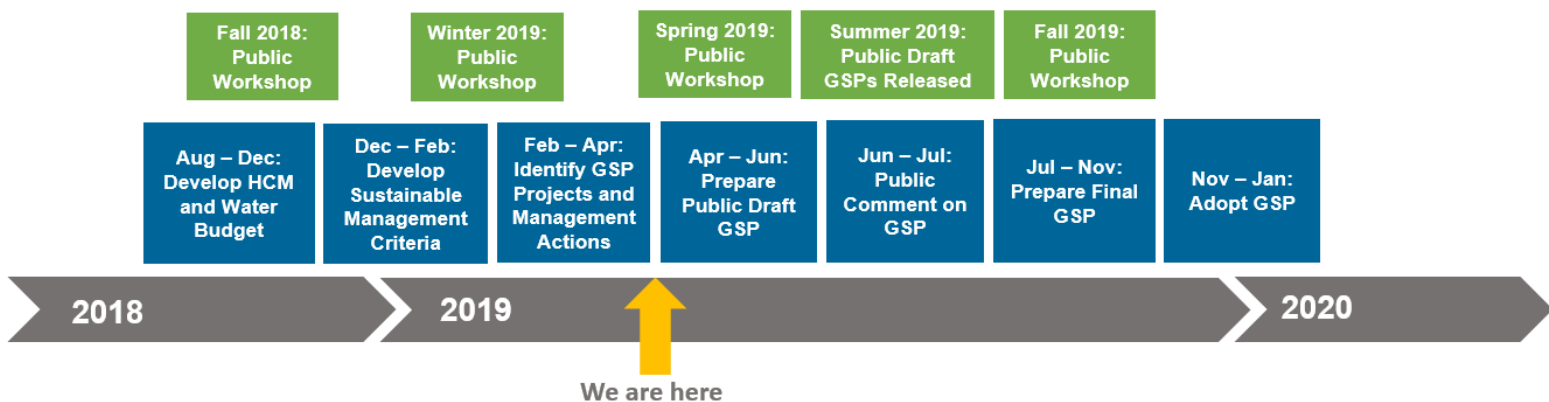 Fall 2018:
Public
Workshop
Winter 2019:
Public
Workshop
Spring 2019:
Public
Workshop
Summer 2019:
Public Draft
GSPs Released
Fall 2019:
Public
Workshop
Aug – Dec:
Develop HCM
and Water
Budget
Dec – Feb:
Develop
Sustainable
Management
Criteria
Feb – Apr:
Identify GSP
Projects and
Management
Actions
Apr – Jun:
Prepare
Public Draft
GSP
Jun – Jul:
Public
Comment on
GSP
Jul – Nov:
Prepare Final
GSP
Nov – Jan:
Adopt GSP
2018
2019
2020
We are here